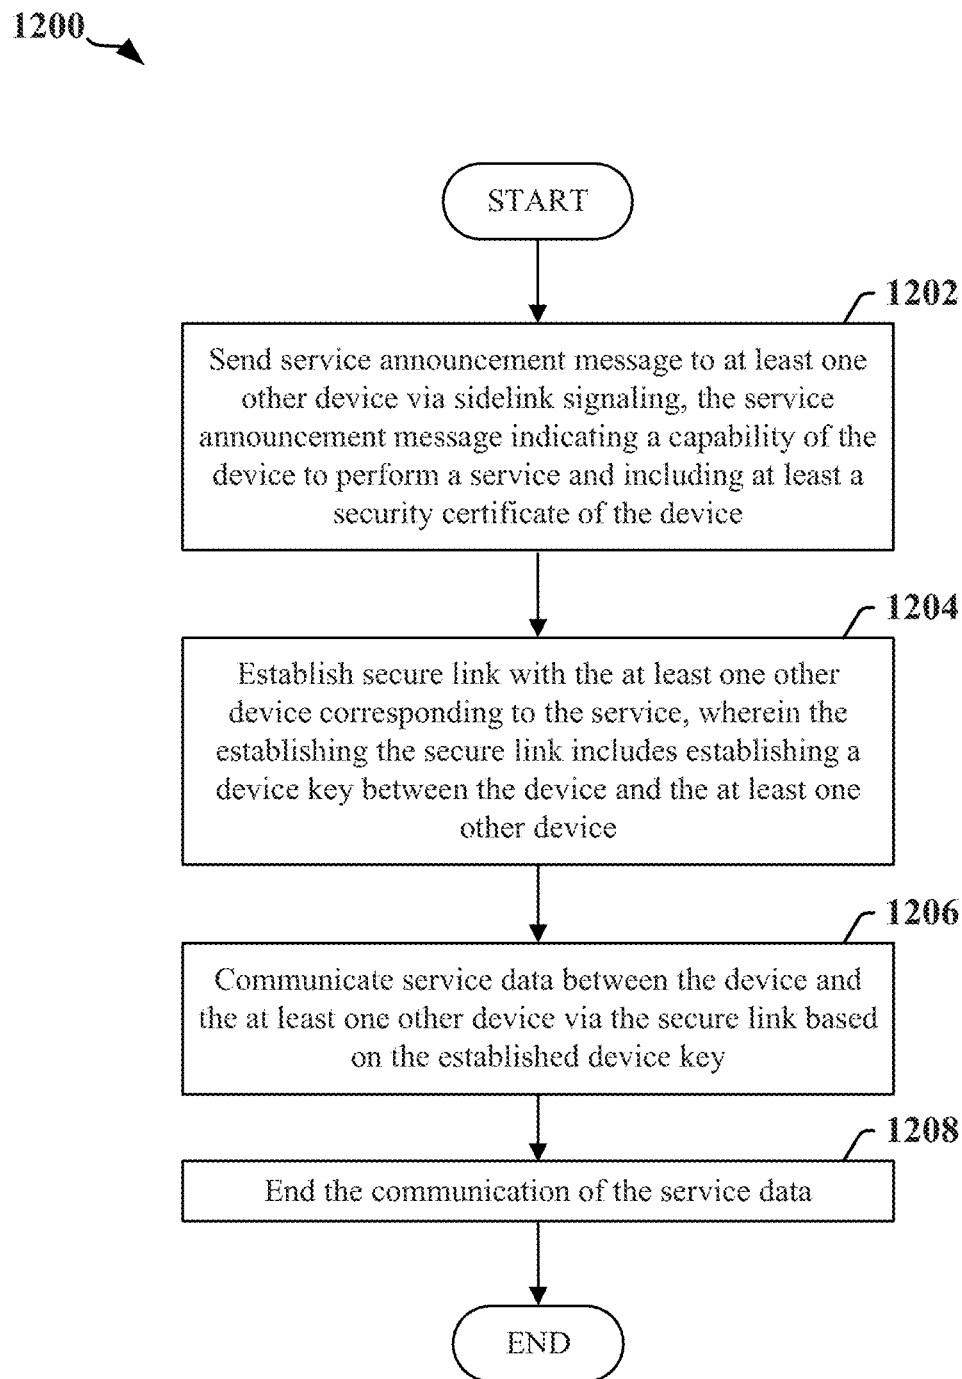 1200
START
1202
Send service announcement message to at least one
other device via sidelink signaling, the service
announcement message indicating a capability of the
device to perform a service and including at least a
security certificate of the device
1204
Establish secure link with the at least one other
device corresponding to the service, wherein the
establishing the secure link includes establishing a
device key between the device and the at least one
other device
1206
Communicate service data between the device and
the at least one other device via the secure link based
on the established device key
1208
End the communication of the service data
END